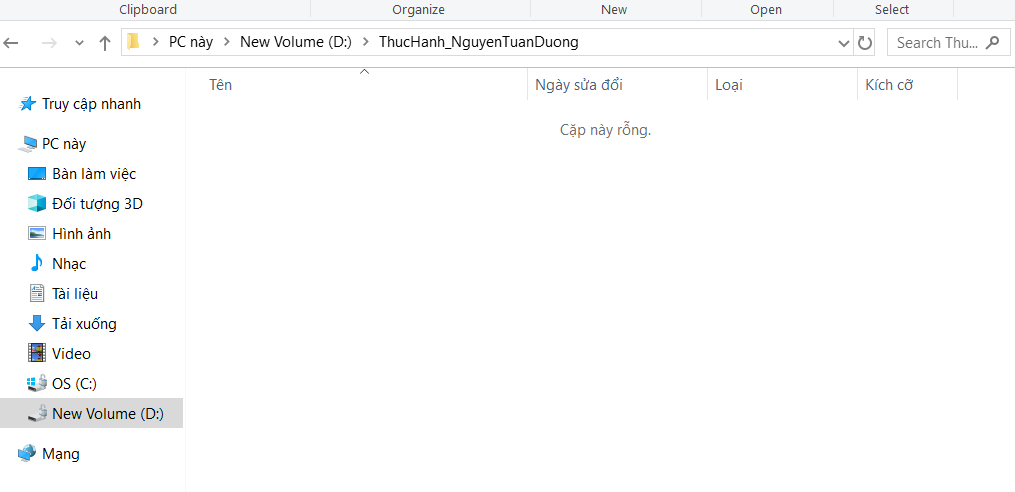 Clipboard Organize New Open Select
PC này New Volume (D:) ThucHanh_NguyenTuanDuong Search Thu...
Tên Ngày sửa đổi Loại Kích cỡ
Cặp này rỗng.
Truy cập nhanh
PC này
Bàn làm việc
Đối tượng 3D
Hình ảnh
Nhạc
Tài liệu
Tải xuống
Video
OS (C:)
New Volume (D:)
Mạng